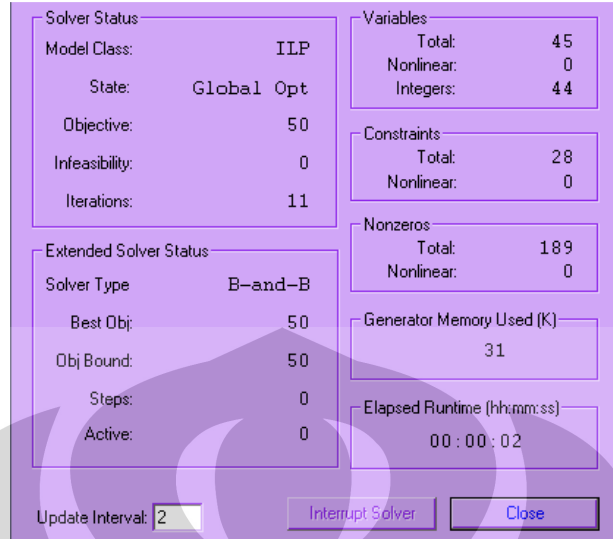 Solver Status
Model Class: ILP
State: Global Opt
Objective: 50
Infeasibility: 0
Iterations: 11
Extended Solver Status
Solver Type B-and-B
Best Obj: 50
Obj Bound: 50
Steps: 0
Active: 0
Update Interval: 2
Variables
Total: 45
Nonlinear: 0
Integers: 44
Constraints
Total: 28
Nonlinear: 0
Nonzeros
Total: 189
Nonlinear: 0
Generator Memory Used (K)
31
Elapsed Runtime (hh:mm:ss)
00:00:02
Interrupt Solver
Close